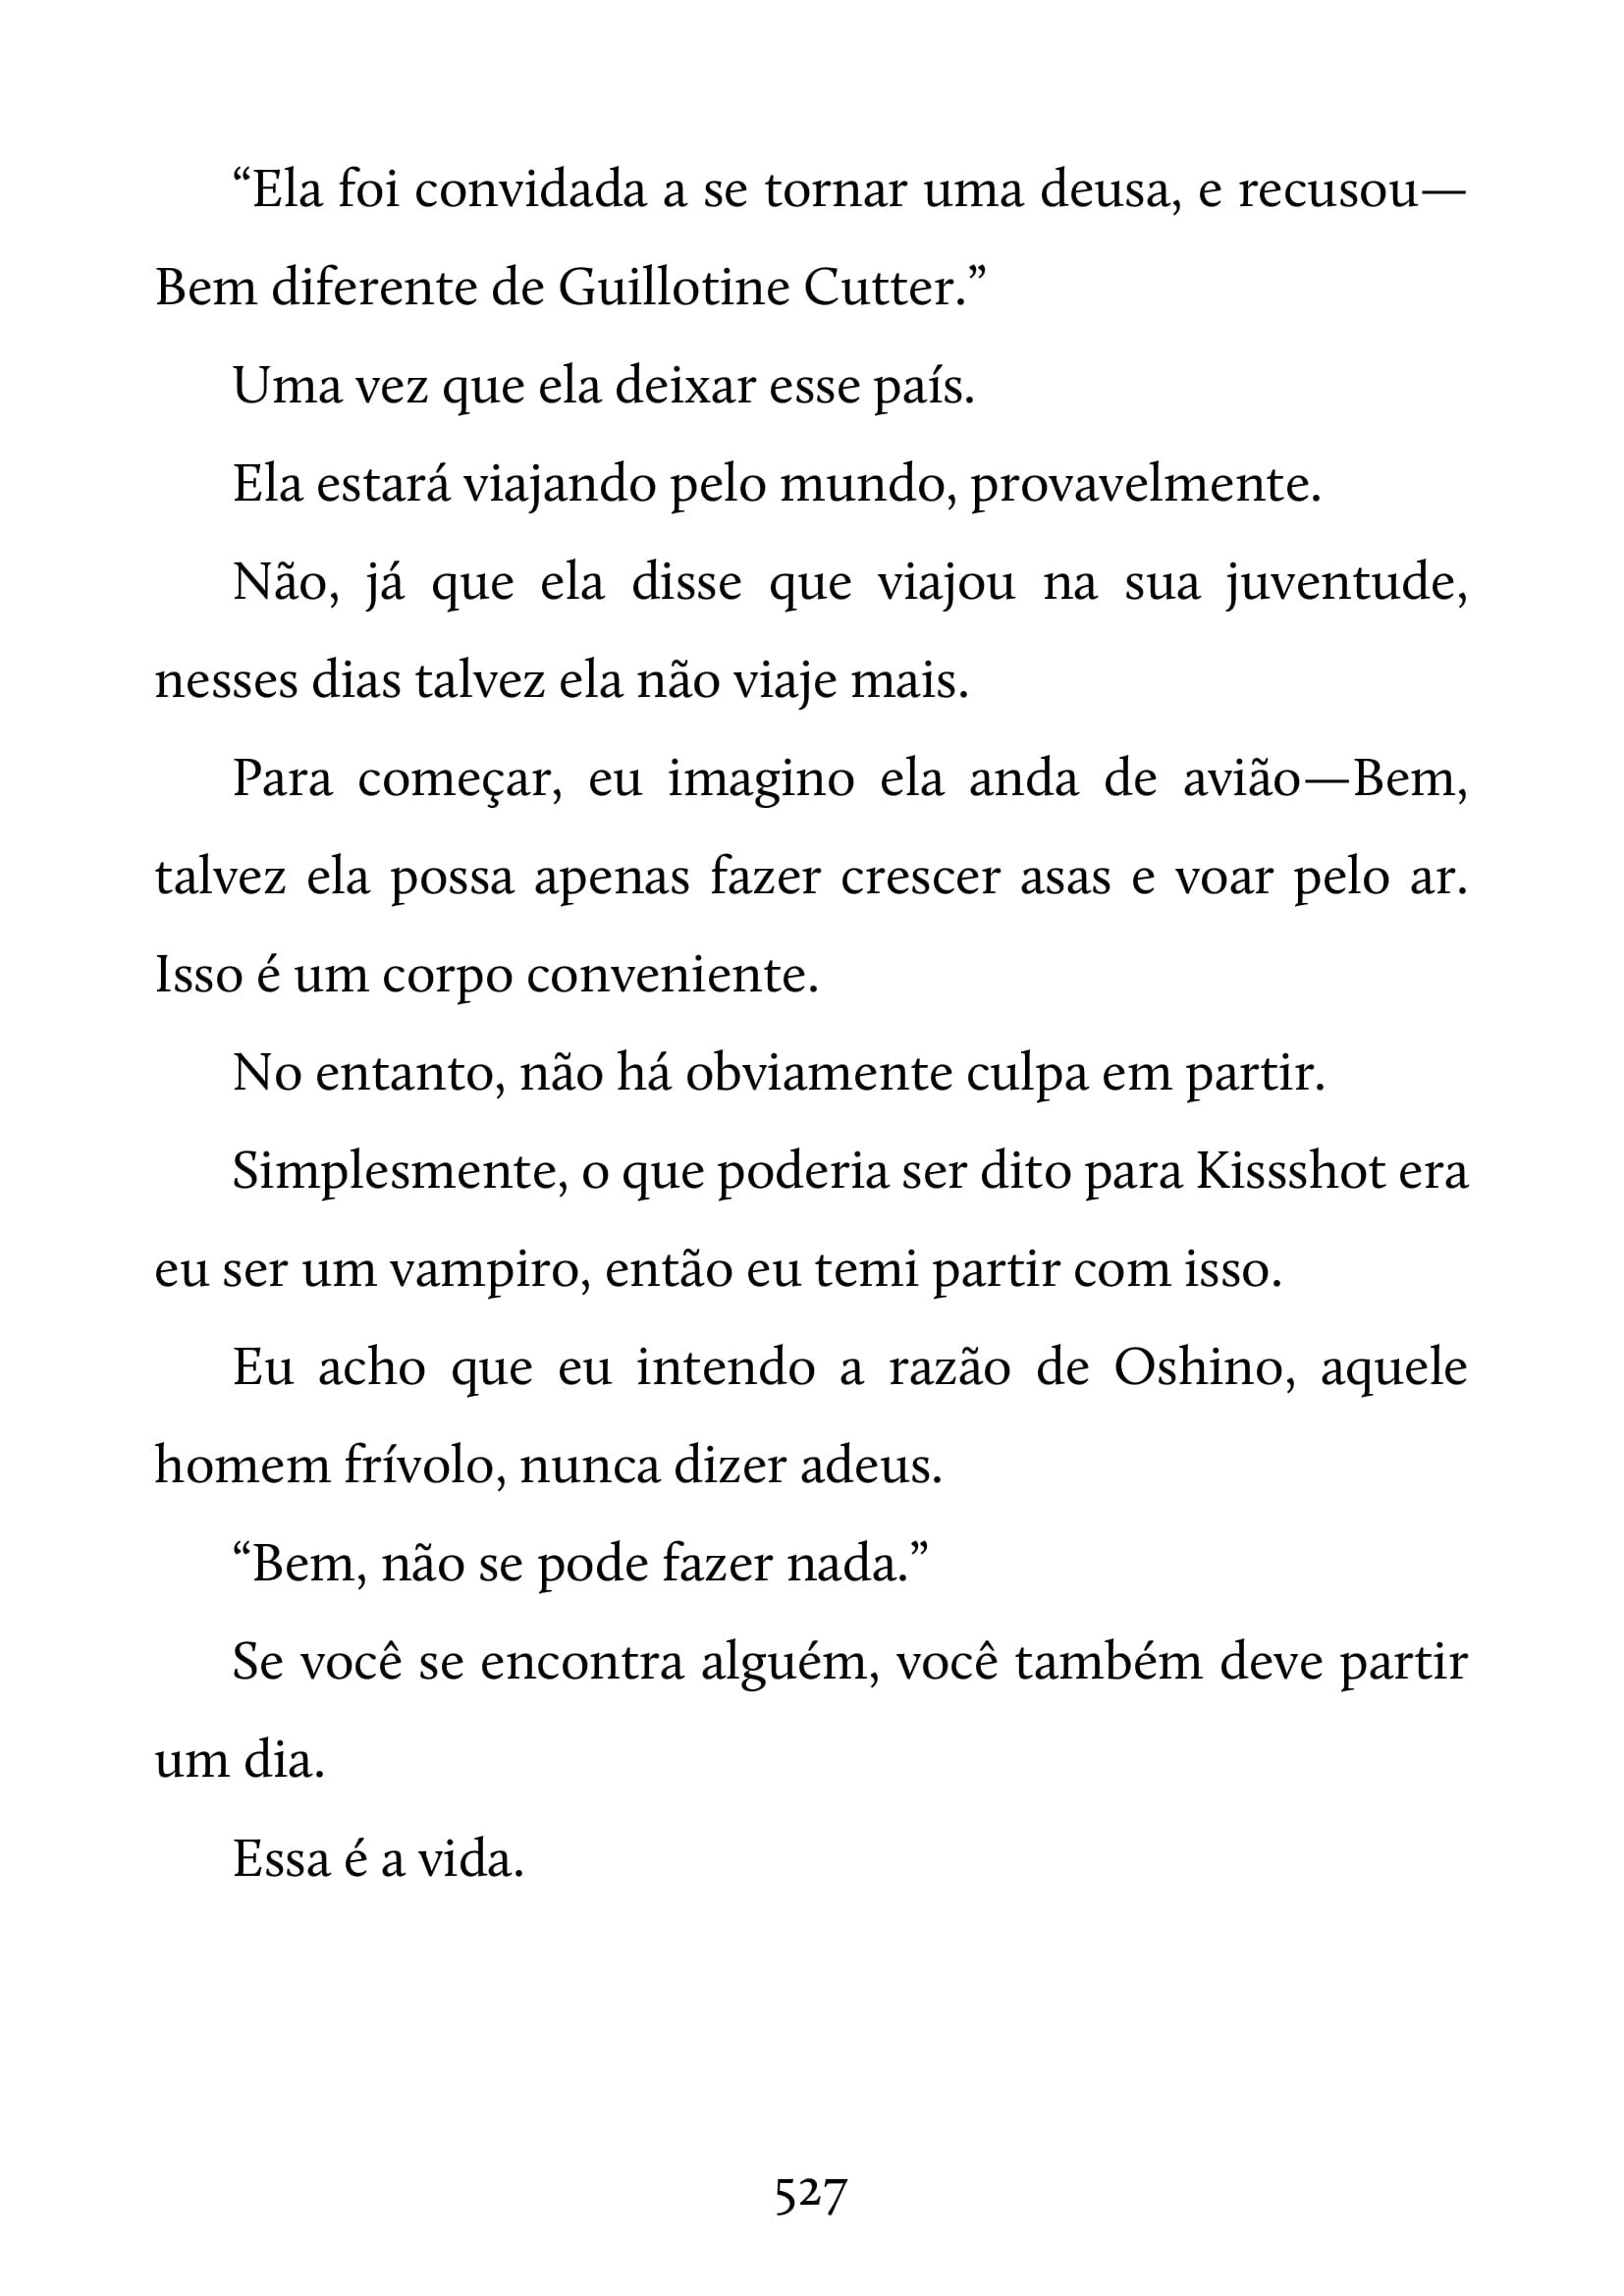 “Ela foi convidada a se tornar uma deusa, e recusou—
Bem diferente de Guillotine Cutter.”
Uma vez que ela deixar esse país.
Ela estará viajando pelo mundo, provavelmente.
Não, já que ela disse que viajou na sua juventude,
nesses dias talvez ela não viaje mais.
Para começar, eu imagino ela anda de avião—Bem,
talvez ela possa apenas fazer crescer asas e voar pelo ar.
Isso é um corpo conveniente.
No entanto, não há obviamente culpa em partir.
Simplesmente, o que poderia ser dito para Kissshot era
eu ser um vampiro, então eu temi partir com isso.
Eu acho que eu intendo a razão de Oshino, aquele
homem frívolo, nunca dizer adeus.
“Bem, não se pode fazer nada.”
Se você se encontra alguém, você também deve partir
um dia.
Essa é a vida.
527